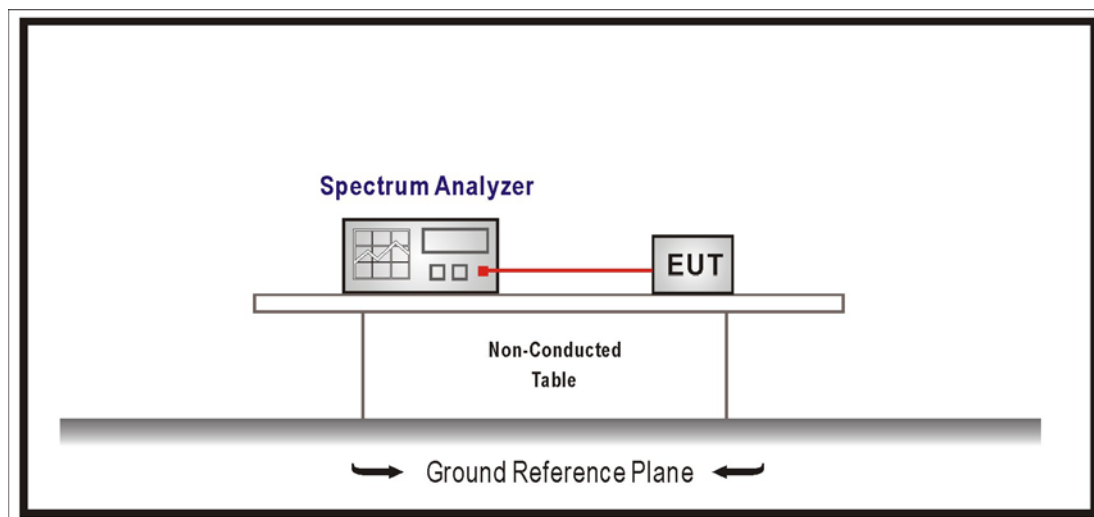 Spectrum Analyzer
EUT
Non-Conducted
Table
Ground Reference Plane